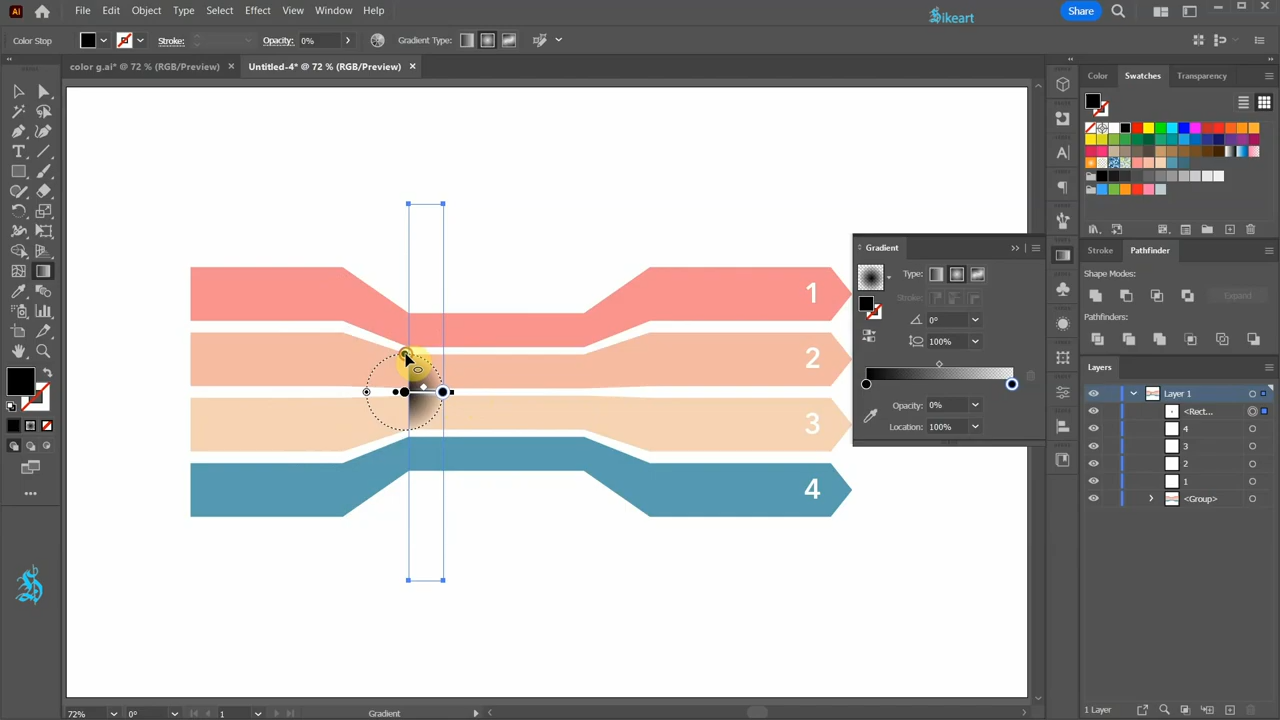 Ai File Edit Object Type Select Effect View Window Help
Sikeart
Share
Color Stop Stroke: Opacity: 0% Gradient Type:
color g.ai* @ 72 % (RGB/Preview) × Untitled-4* @ 72 % (RGB/Preview) ×
Color Swatches Transparency
Gradient
Type:
Stroke:
0°
100%
Opacity: 0%
Location: 100%
Stroke Pathfinder
Shape Modes:
Expand
Pathfinders:
Layers
Layer 1
<Rect...
4
3
2
1
<Group>
1
2
3
4
72% 0° 1 Gradient
1 Layer